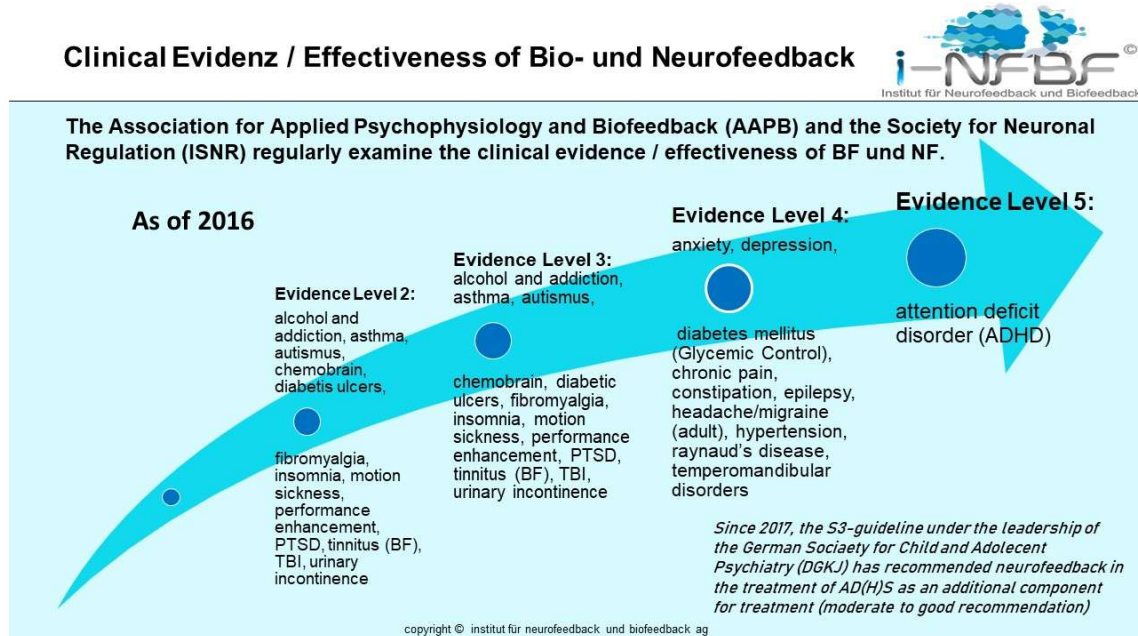 Clinical Evidenz / Effectiveness of Bio- und Neurofeedback
i-NFBF©
Institut für Neurofeedback und Biofeedback
The Association for Applied Psychophysiology and Biofeedback (AAPB) and the Society for Neuronal
Regulation (ISNR) regularly examine the clinical evidence / effectiveness of BF und NF.
As of 2016
Evidence Level 2:
alcohol and
addiction, asthma,
autismus,
chemobrain,
diabetis ulcers,
fibromyalgia,
insomnia, motion
sickness,
performance
enhancement,
PTSD, tinnitus (BF),
TBI, urinary
incontinence
Evidence Level 3:
alcohol and addiction,
asthma, autismus,
chemobrain, diabetic
ulcers, fibromyalgia,
insomnia, motion
sickness, performance
enhancement, PTSD,
tinnitus (BF), TBI,
urinary incontinence
Evidence Level 4:
anxiety, depression,
diabetes mellitus
(Glycemic Control),
chronic pain,
constipation, epilepsy,
headache/migraine
(adult), hypertension,
raynaud's disease,
temperomandibular
disorders
Evidence Level 5:
attention deficit
disorder (ADHD)
Since 2017, the S3-guideline under the leadership of
the German Sociaety for Child and Adolecent
Psychiatry (DGKJ) has recommended neurofeedback in
the treatment of AD(H)S as an additional component
for treatment (moderate to good recommendation)
copyright © institut für neurofeedback und biofeedback ag